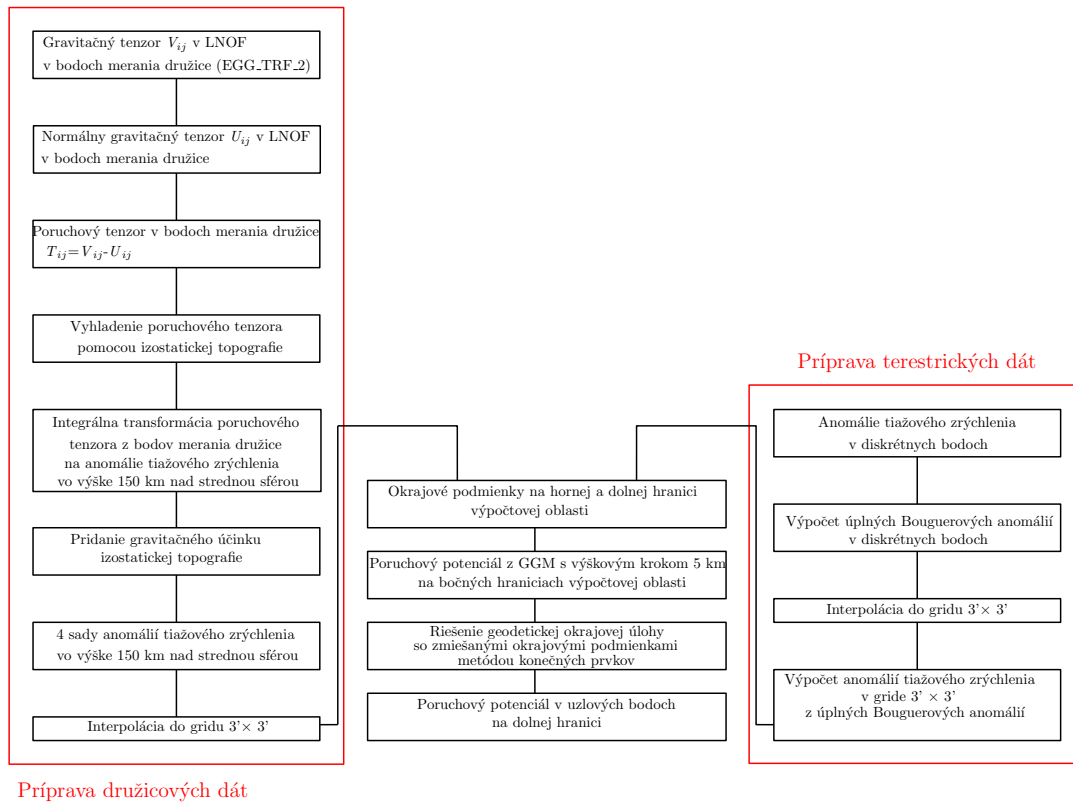 Gravitačný tenzor V_ij v LNOF
v bodoch merania družice (EGG_TRF_2)
Normálny gravitačný tenzor U_ij v LNOF
v bodoch merania družice
Poruchový tenzor v bodoch merania družice
T_ij=V_ij-U_ij
Vyhladenie poruchového tenzora
pomocou izostatickej topografie
Integrálna transformácia poruchového
tenzora z bodov merania družice
na anomálie tiažového zrýchlenia
vo výške 150 km nad strednou sférou
Pridanie gravitačného účinku
izostatickej topografie
4 sady anomálií tiažového zrýchlenia
vo výške 150 km nad strednou sférou
Interpolácia do gridu 3'× 3'
Príprava družicových dát
Okrajové podmienky na hornej a dolnej hranici
výpočtovej oblasti
Poruchový potenciál z GGM s výškovým krokom 5 km
na bočných hraniciach výpočtovej oblasti
Riešenie geodetickej okrajovej úlohy
so zmiešanými okrajovými podmienkami
metódou konečných prvkov
Poruchový potenciál v uzlových bodoch
na dolnej hranici
Príprava terestrických dát
Anomálie tiažového zrýchlenia
v diskrétnych bodoch
Výpočet úplných Bouguerových anomálií
v diskrétnych bodoch
Interpolácia do gridu 3'× 3'
Výpočet anomálií tiažového zrýchlenia
v gride 3' × 3'
z úplných Bouguerových anomálií